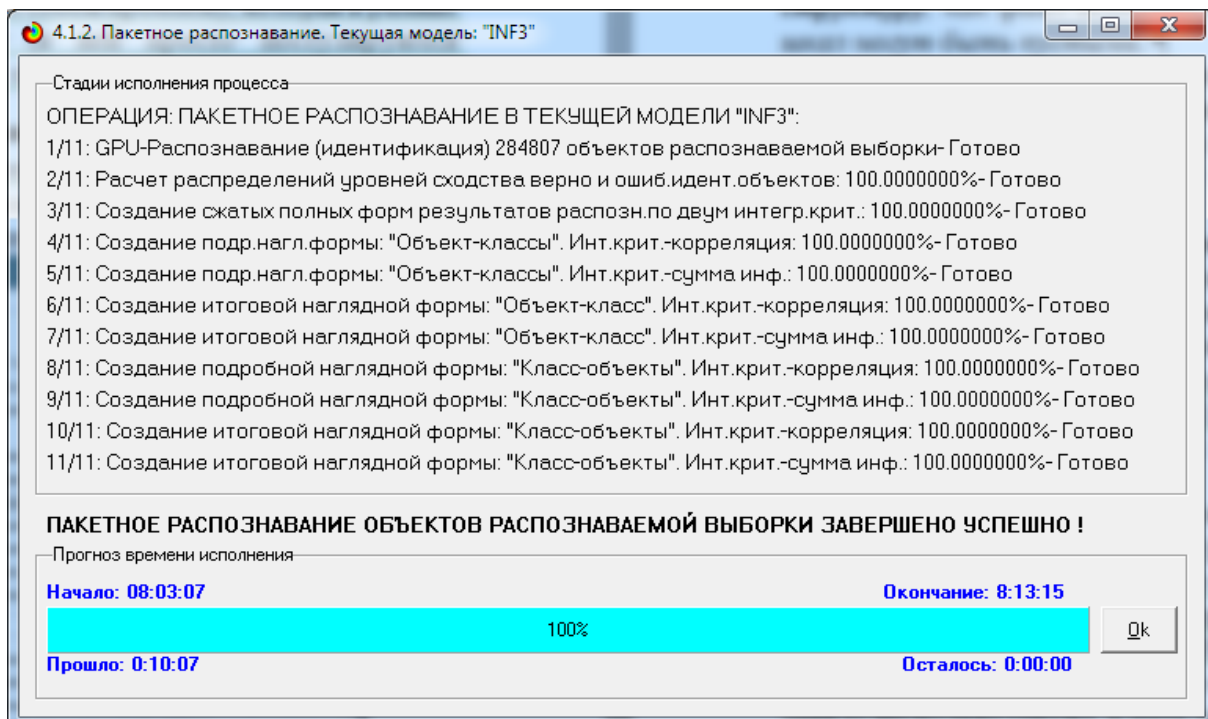 4.1.2. Пакетное распознавание. Текущая модель: "INF3"
Стадии исполнения процесса
ОПЕРАЦИЯ: ПАКЕТНОЕ РАСПОЗНАВАНИЕ В ТЕКУЩЕЙ МОДЕЛИ "INF3":
1/11: GPU-Распознавание (идентификация) 284807 объектов распознаваемой выборки- Готово
2/11: Расчет распределений уровней сходства верно и ошиб.идент.объектов: 100.0000000%- Готово
3/11: Создание сжатых полных форм результатов распозн.по двум интегр.крит.: 100.0000000%- Готово
4/11: Создание подр.нагл.формы: "Объект-классы". Инт.крит.-корреляция: 100.0000000%- Готово
5/11: Создание подр.нагл.формы: "Объект-классы". Инт.крит.-сумма инф.: 100.0000000%- Готово
6/11: Создание итоговой наглядной формы: "Объект-класс". Инт.крит.-корреляция: 100.0000000%- Готово
7/11: Создание итоговой наглядной формы: "Объект-класс". Инт.крит.-сумма инф.: 100.0000000%- Готово
8/11: Создание подробной наглядной формы: "Класс-объекты". Инт.крит.-корреляция: 100.0000000%- Готово
9/11: Создание подробной наглядной формы: "Класс-объекты". Инт.крит.-сумма инф.: 100.0000000%- Готово
10/11: Создание итоговой наглядной формы: "Класс-объекты". Инт.крит.-корреляция: 100.0000000%- Готово
11/11: Создание итоговой наглядной формы: "Класс-объекты". Инт.крит.-сумма инф.: 100.0000000%- Готово
ПАКЕТНОЕ РАСПОЗНАВАНИЕ ОБЪЕКТОВ РАСПОЗНАВАЕМОЙ ВЫБОРКИ ЗАВЕРШЕНО УСПЕШНО !
Прогноз времени исполнения
Начало: 08:03:07 Окончание: 8:13:15
100% Ok
Прошло: 0:10:07 Осталось: 0:00:00